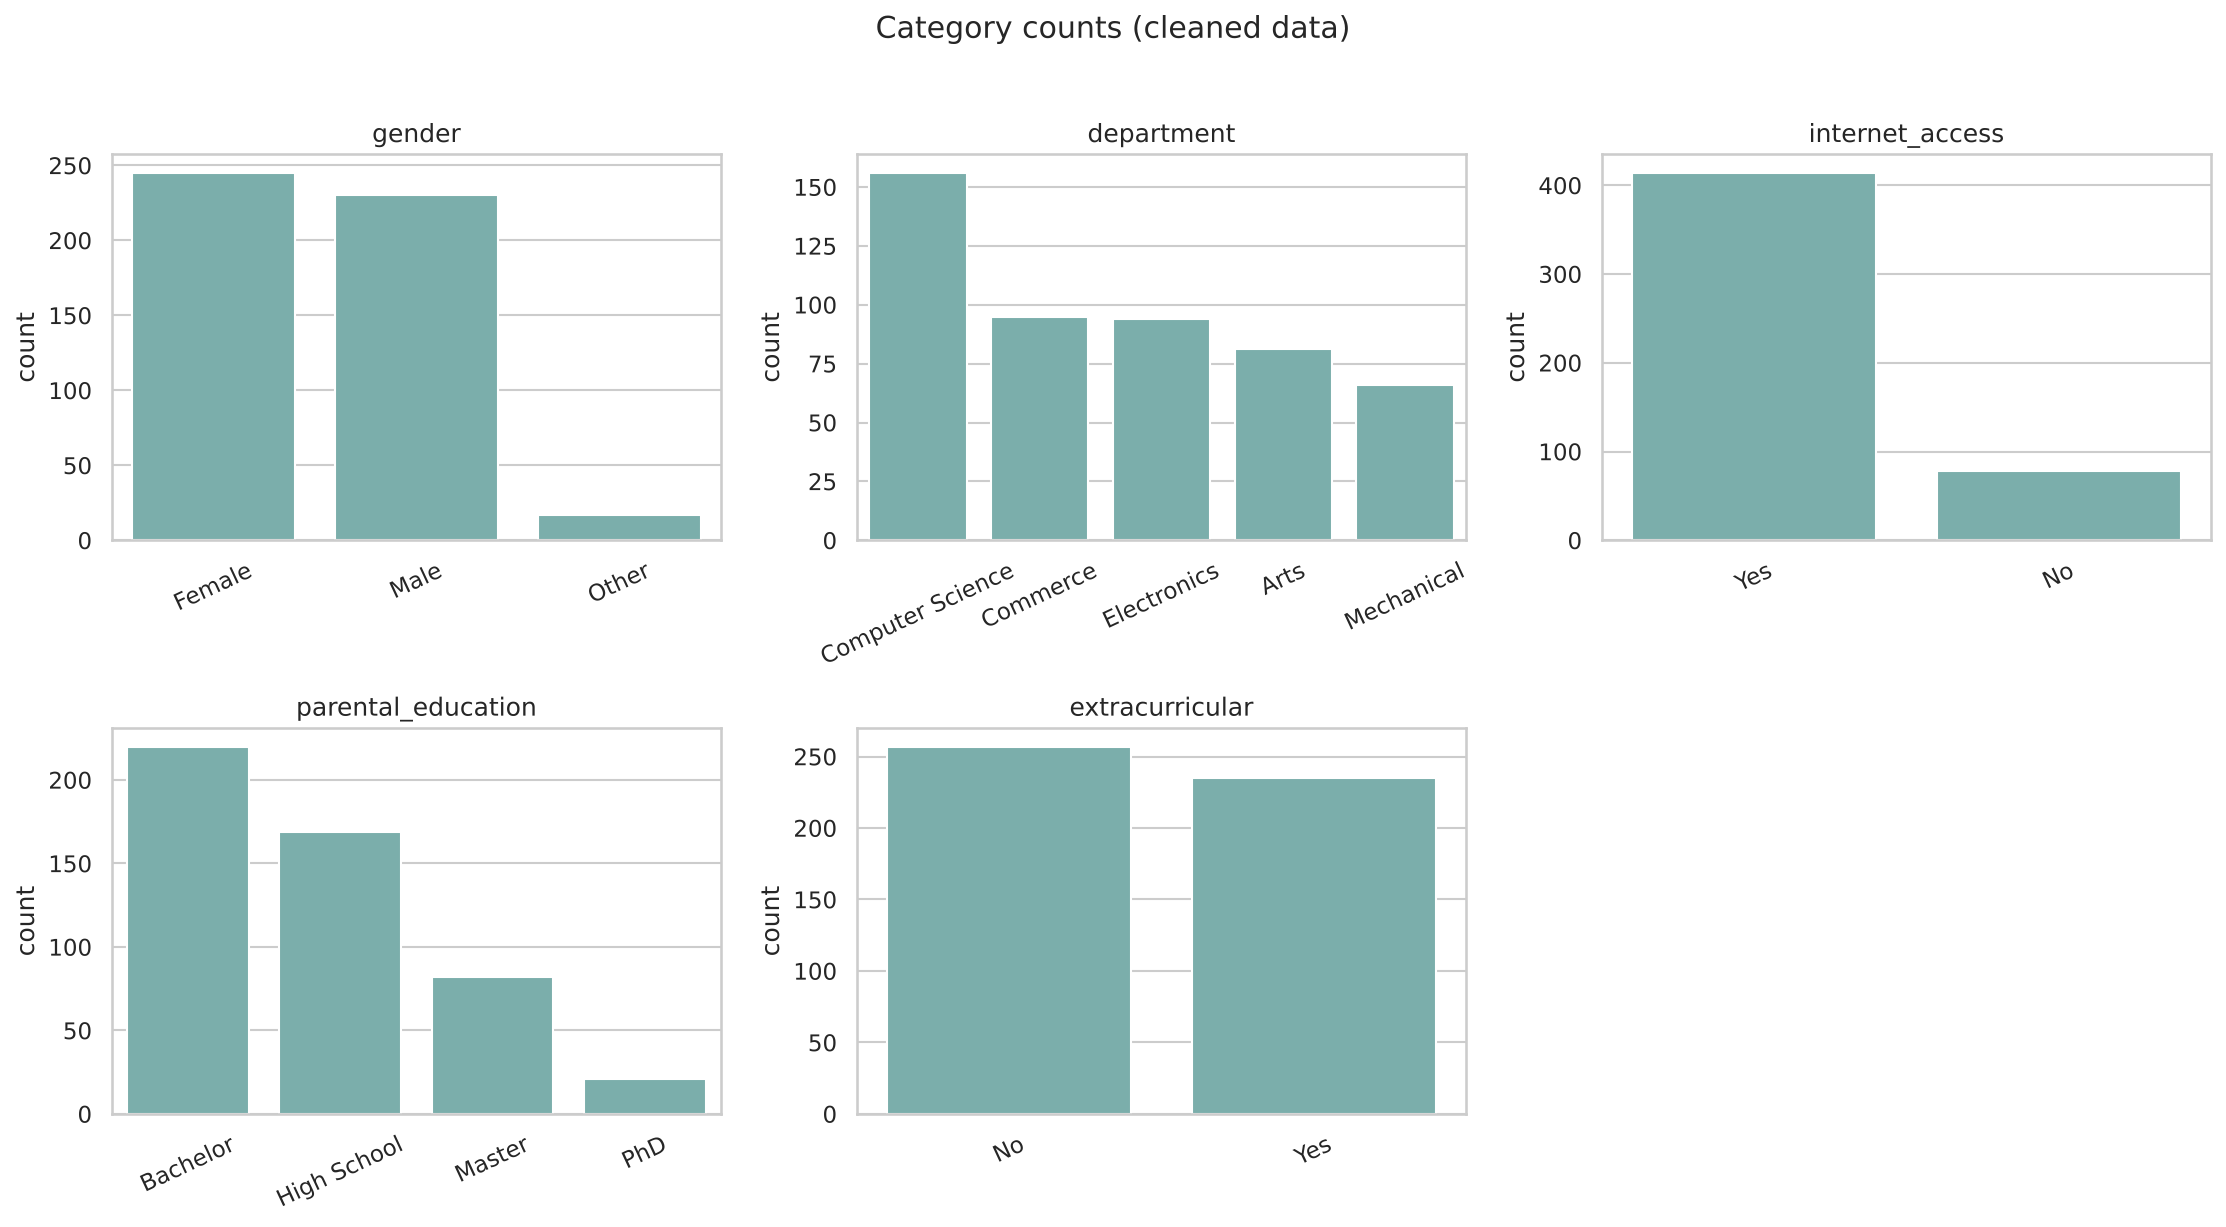 Category counts (cleaned data)
gender
250
200
150
100
50
0
count
Female
Male
Other
department
150
125
100
75
50
25
0
count
Computer Science
Commerce
Electronics
Arts
Mechanical
internet_access
400
300
200
100
0
count
Yes
No
parental_education
200
150
100
50
0
count
Bachelor
High School
Master
PhD
extracurricular
250
200
150
100
50
0
count
No
Yes